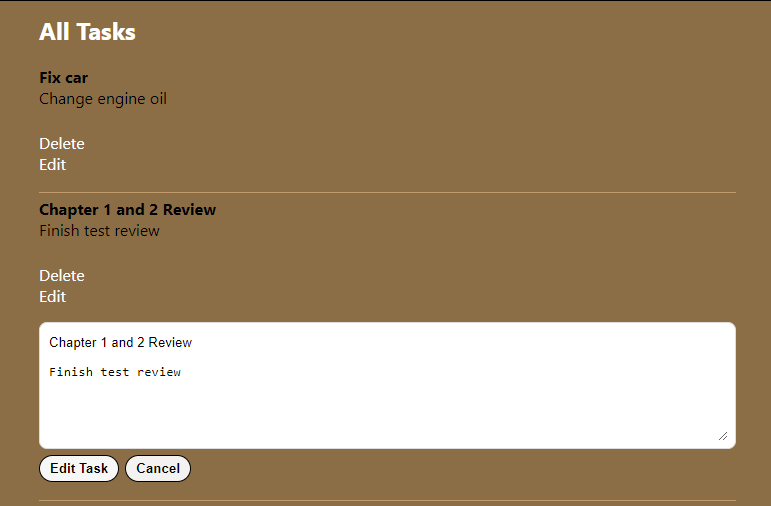 All Tasks
Fix car
Change engine oil
Delete
Edit
Chapter 1 and 2 Review
Finish test review
Delete
Edit
Chapter 1 and 2 Review
Finish test review
Edit Task Cancel